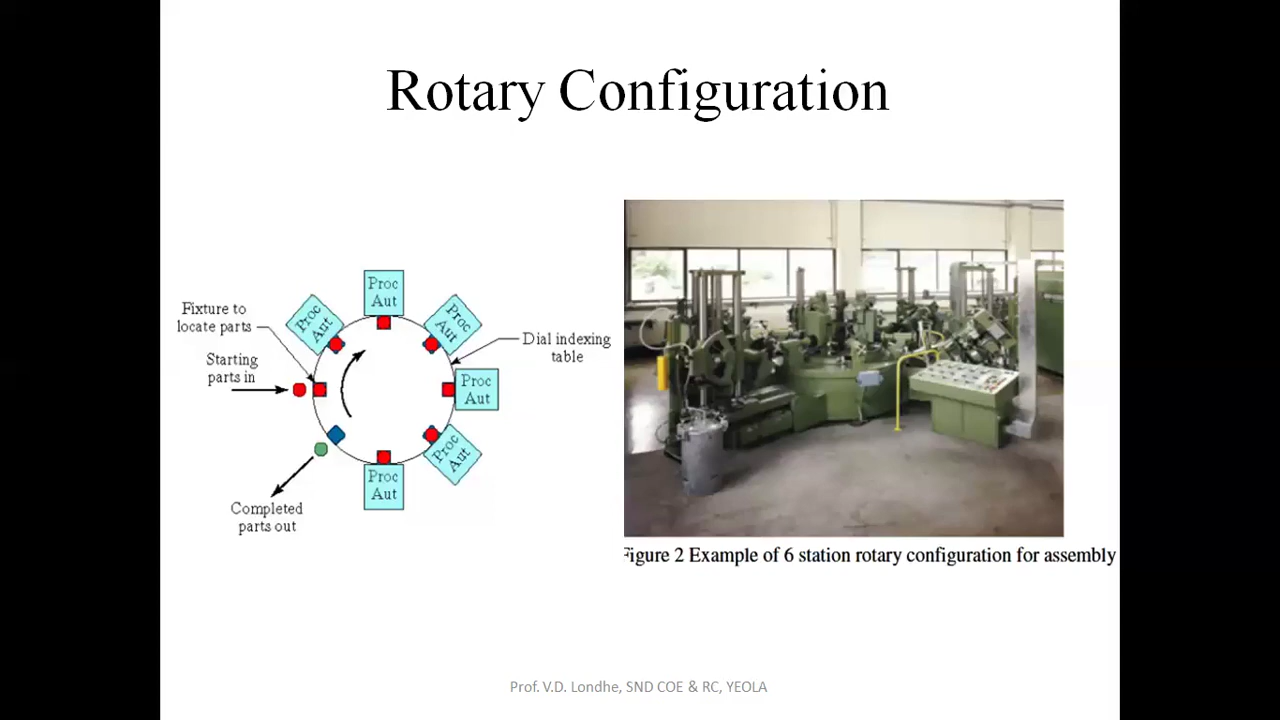 Rotary Configuration
Fixture to
locate parts
Starting
parts in
Completed
parts out
Proc
Aut
Proc
Aut
Proc
Aut
Proc
Aut
Proc
Aut
Proc
Aut
Dial indexing
table
Figure 2 Example of 6 station rotary configuration for assembly
Prof. V.D. Londhe, SND COE & RC, YEOLA